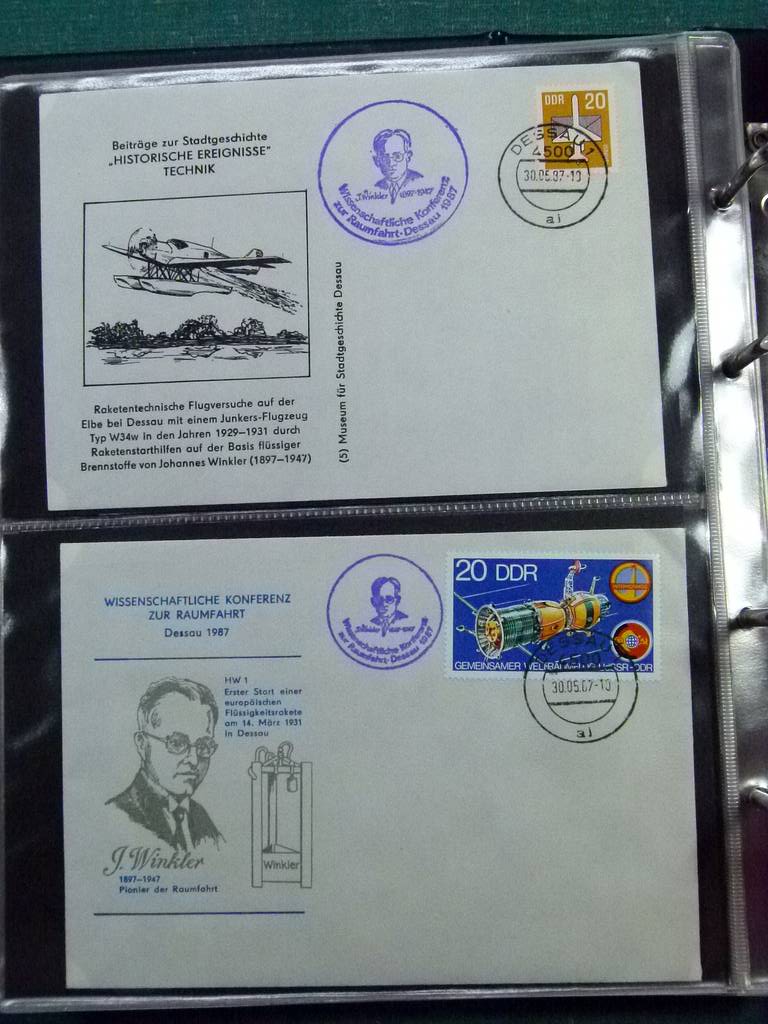 Beiträge zur Stadtgeschichte
„HISTORISCHE EREIGNISSE"
TECHNIK
J. Winkler 1897-1947
Wissenschaftliche Konferenz
zur Raumfahrt · Dessau 1987
DDR 20
DESSAU 1
4500
30.05.87-10
ai
(5) Museum für Stadtgeschichte Dessau
Raketentechnische Flugversuche auf der
Elbe bei Dessau mit einem Junkers-Flugzeug
Typ W34w in den Jahren 1929–1931 durch
Raketenstarthilfen auf der Basis flüssiger
Brennstoffe von Johannes Winkler (1897–1947)
WISSENSCHAFTLICHE KONFERENZ
ZUR RAUMFAHRT
Dessau 1987
J. Winkler 1897-1947
Wissenschaftliche Konferenz
zur Raumfahrt · Dessau 1987
20 DDR
GEMEINSAMER WELTRAUMFLUG UdSSR-DDR
30.05.87-10
ai
HW 1
Erster Start einer
europäischen
Flüssigkeitsrakete
am 14. März 1931
in Dessau
Winkler
J. Winkler
1897–1947
Pionier der Raumfahrt